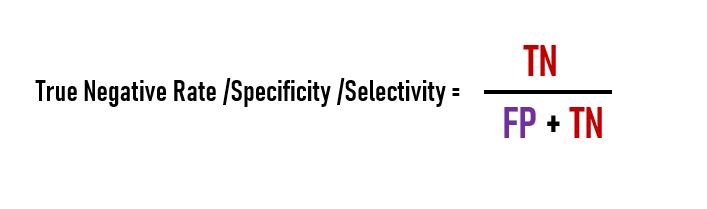 TN
True Negative Rate /Specificity /Selectivity =
FP + TN